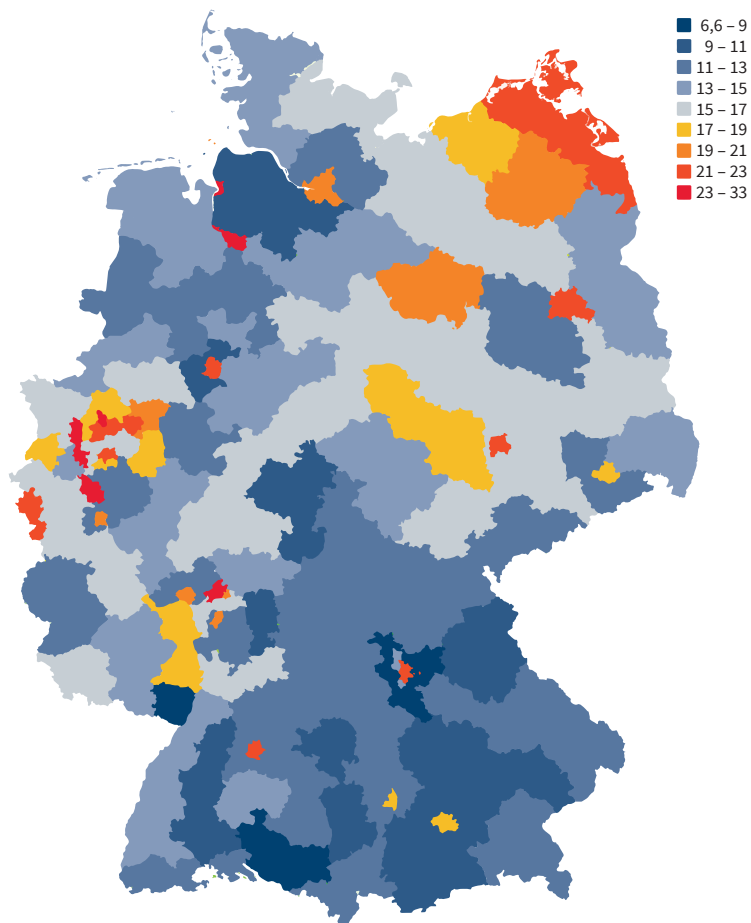 6,6 – 9
9 – 11
11 – 13
13 – 15
15 – 17
17 – 19
19 – 21
21 – 23
23 – 33